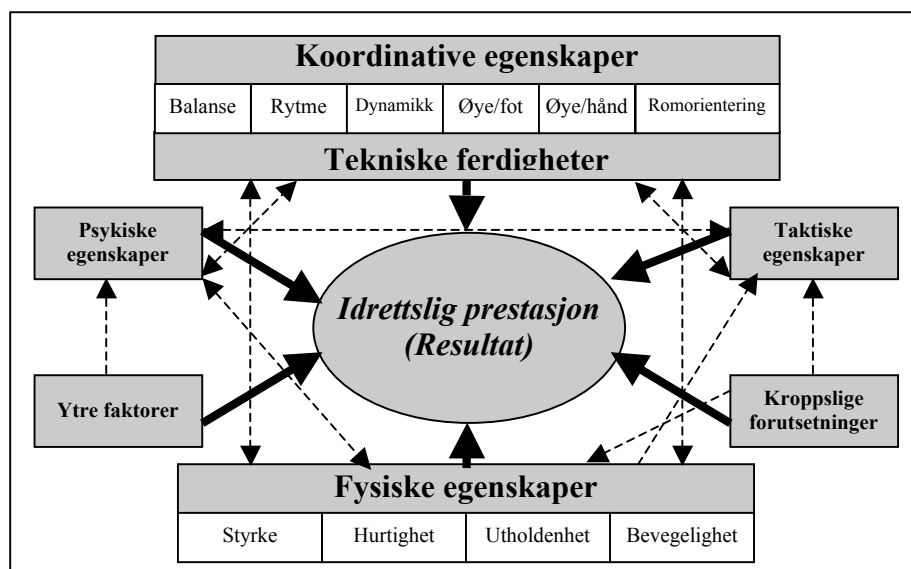 Koordinative egenskaper
Balanse Rytme Dynamikk Øye/fot Øye/hånd Romorientering
Tekniske ferdigheter
Psykiske
egenskaper
Taktiske
egenskaper
Idrettslig prestasjon
(Resultat)
Ytre faktorer
Kroppslige
forutsetninger
Fysiske egenskaper
Styrke Hurtighet Utholdenhet Bevegelighet